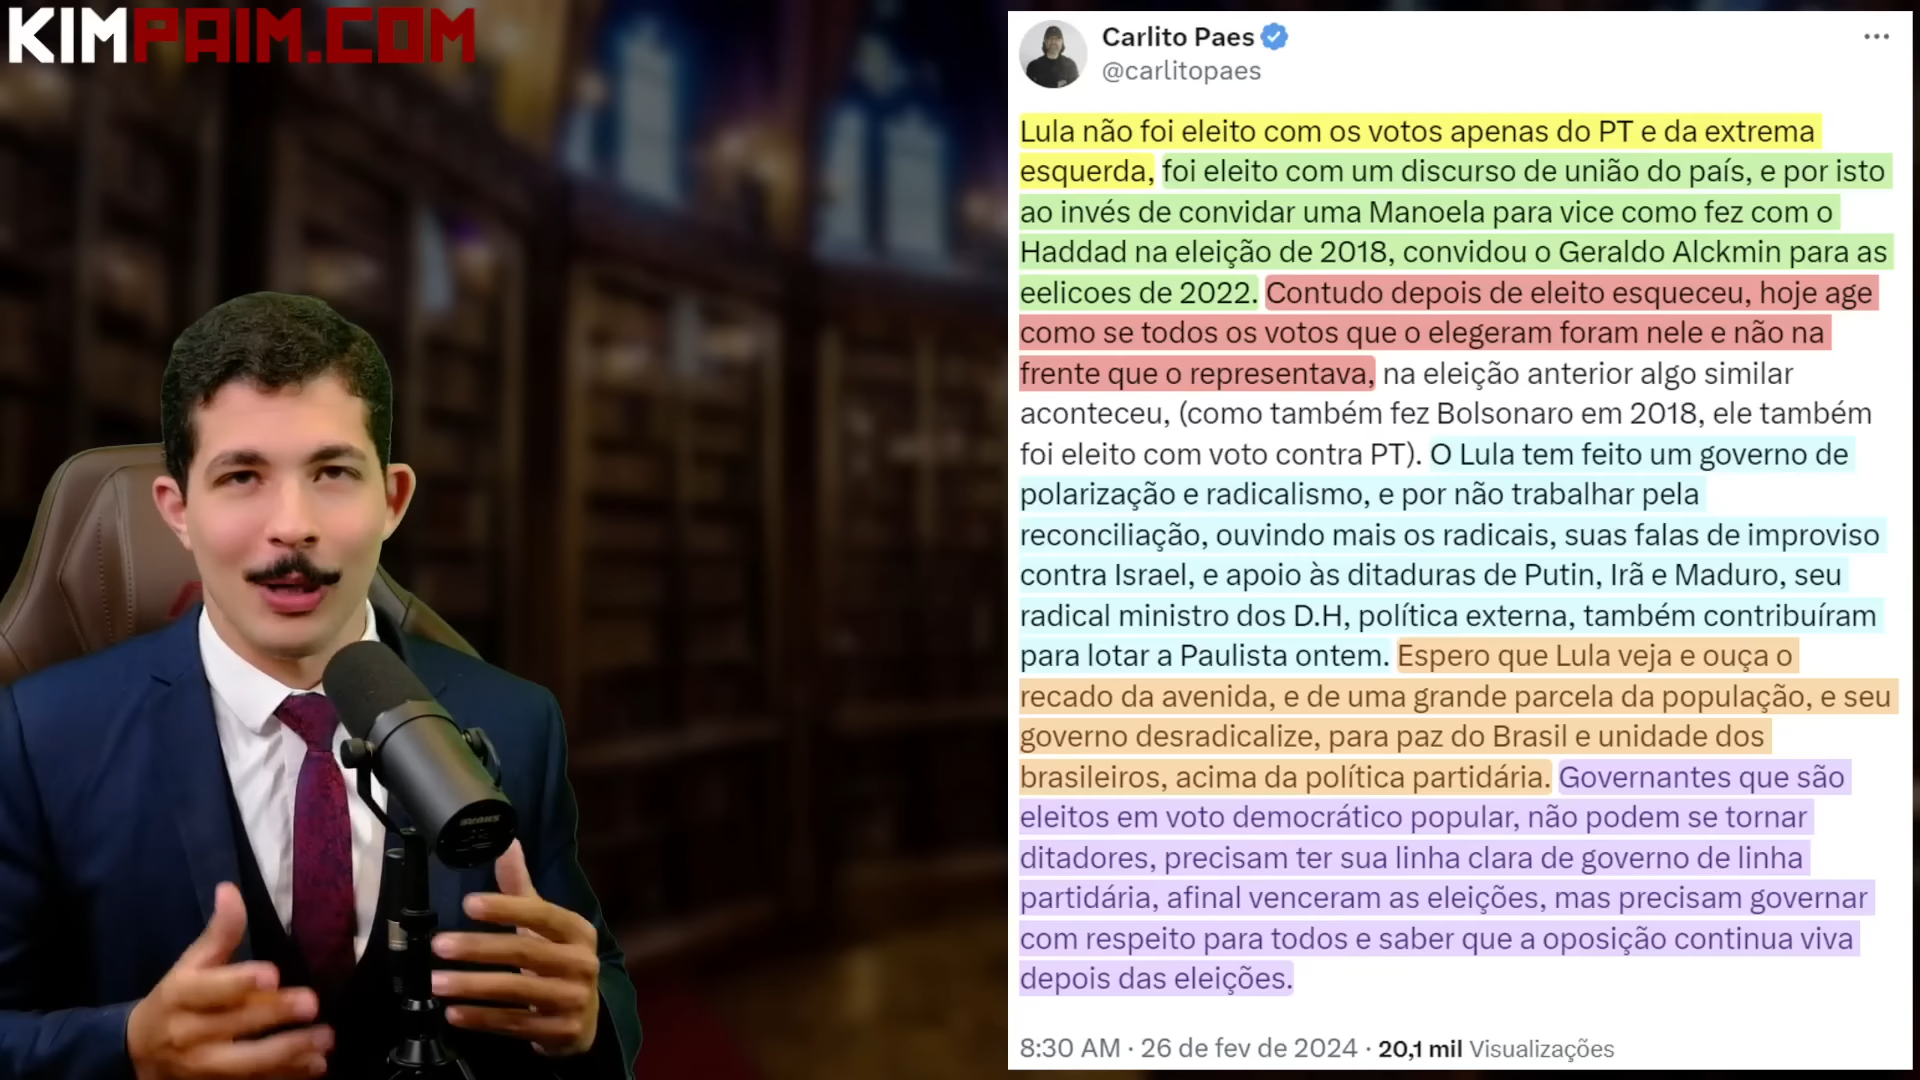 KIMPAIM.COM
Carlito Paes
@carlitopaes
Lula não foi eleito com os votos apenas do PT e da extrema
esquerda, foi eleito com um discurso de união do país, e por isto
ao invés de convidar uma Manoela para vice como fez com o
Haddad na eleição de 2018, convidou o Geraldo Alckmin para as
eelicoes de 2022. Contudo depois de eleito esqueceu, hoje age
como se todos os votos que o elegeram foram nele e não na
frente que o representava, na eleição anterior algo similar
aconteceu, (como também fez Bolsonaro em 2018, ele também
foi eleito com voto contra PT). O Lula tem feito um governo de
polarização e radicalismo, e por não trabalhar pela
reconciliação, ouvindo mais os radicais, suas falas de improviso
contra Israel, e apoio às ditaduras de Putin, Irã e Maduro, seu
radical ministro dos D.H, política externa, também contribuíram
para lotar a Paulista ontem. Espero que Lula veja e ouça o
recado da avenida, e de uma grande parcela da população, e seu
governo desradicalize, para paz do Brasil e unidade dos
brasileiros, acima da política partidária. Governantes que são
eleitos em voto democrático popular, não podem se tornar
ditadores, precisam ter sua linha clara de governo de linha
partidária, afinal venceram as eleições, mas precisam governar
com respeito para todos e saber que a oposição continua viva
depois das eleições.
8:30 AM · 26 de fev de 2024 · 20,1 mil Visualizações
SHURE